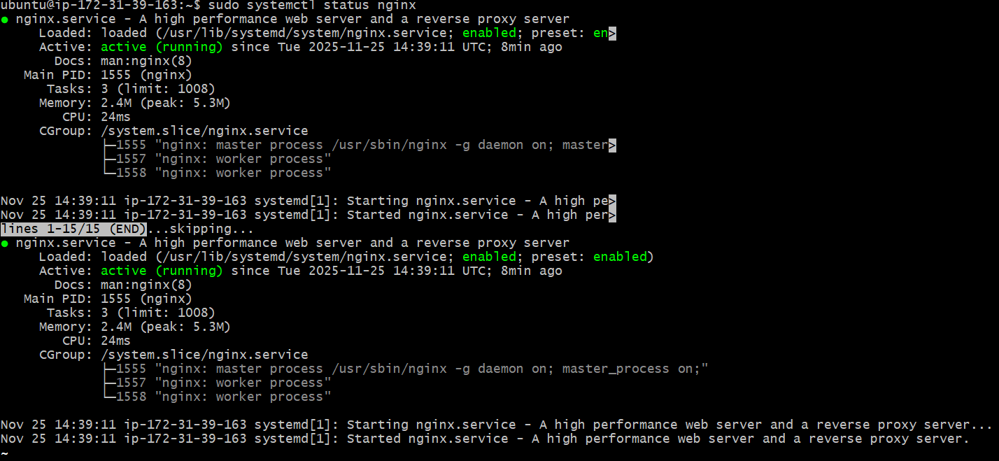 ubuntu@ip-172-31-39-163:~$ sudo systemctl status nginx
● nginx.service - A high performance web server and a reverse proxy server
     Loaded: loaded (/usr/lib/systemd/system/nginx.service; enabled; preset: en>
     Active: active (running) since Tue 2025-11-25 14:39:11 UTC; 8min ago
       Docs: man:nginx(8)
   Main PID: 1555 (nginx)
      Tasks: 3 (limit: 1008)
     Memory: 2.4M (peak: 5.3M)
        CPU: 24ms
     CGroup: /system.slice/nginx.service
             ├─1555 "nginx: master process /usr/sbin/nginx -g daemon on; master>
             ├─1557 "nginx: worker process"
             └─1558 "nginx: worker process"

Nov 25 14:39:11 ip-172-31-39-163 systemd[1]: Starting nginx.service - A high pe>
Nov 25 14:39:11 ip-172-31-39-163 systemd[1]: Started nginx.service - A high per>
lines 1-15/15 (END)...skipping...
● nginx.service - A high performance web server and a reverse proxy server
     Loaded: loaded (/usr/lib/systemd/system/nginx.service; enabled; preset: enabled)
     Active: active (running) since Tue 2025-11-25 14:39:11 UTC; 8min ago
       Docs: man:nginx(8)
   Main PID: 1555 (nginx)
      Tasks: 3 (limit: 1008)
     Memory: 2.4M (peak: 5.3M)
        CPU: 24ms
     CGroup: /system.slice/nginx.service
             ├─1555 "nginx: master process /usr/sbin/nginx -g daemon on; master_process on;"
             ├─1557 "nginx: worker process"
             └─1558 "nginx: worker process"

Nov 25 14:39:11 ip-172-31-39-163 systemd[1]: Starting nginx.service - A high performance web server and a reverse proxy server...
Nov 25 14:39:11 ip-172-31-39-163 systemd[1]: Started nginx.service - A high performance web server and a reverse proxy server.
~